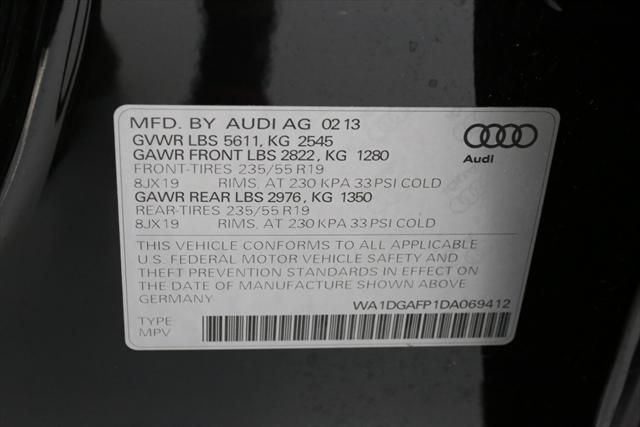 MFD. BY AUDI AG 02 13
GVWR LBS 5611, KG 2545
GAWR FRONT LBS 2822, KG 1280
FRONT-TIRES 235/55 R19
8JX19 RIMS, AT 230 KPA 33 PSI COLD
GAWR REAR LBS 2976, KG 1350
REAR-TIRES 235/55 R19
8JX19 RIMS, AT 230 KPA 33 PSI COLD
Audi
THIS VEHICLE CONFORMS TO ALL APPLICABLE
U.S. FEDERAL MOTOR VEHICLE SAFETY AND
THEFT PREVENTION STANDARDS IN EFFECT ON
THE DATE OF MANUFACTURE SHOWN ABOVE
GERMANY
WA1DGAFP1DA069412
TYPE
MPV